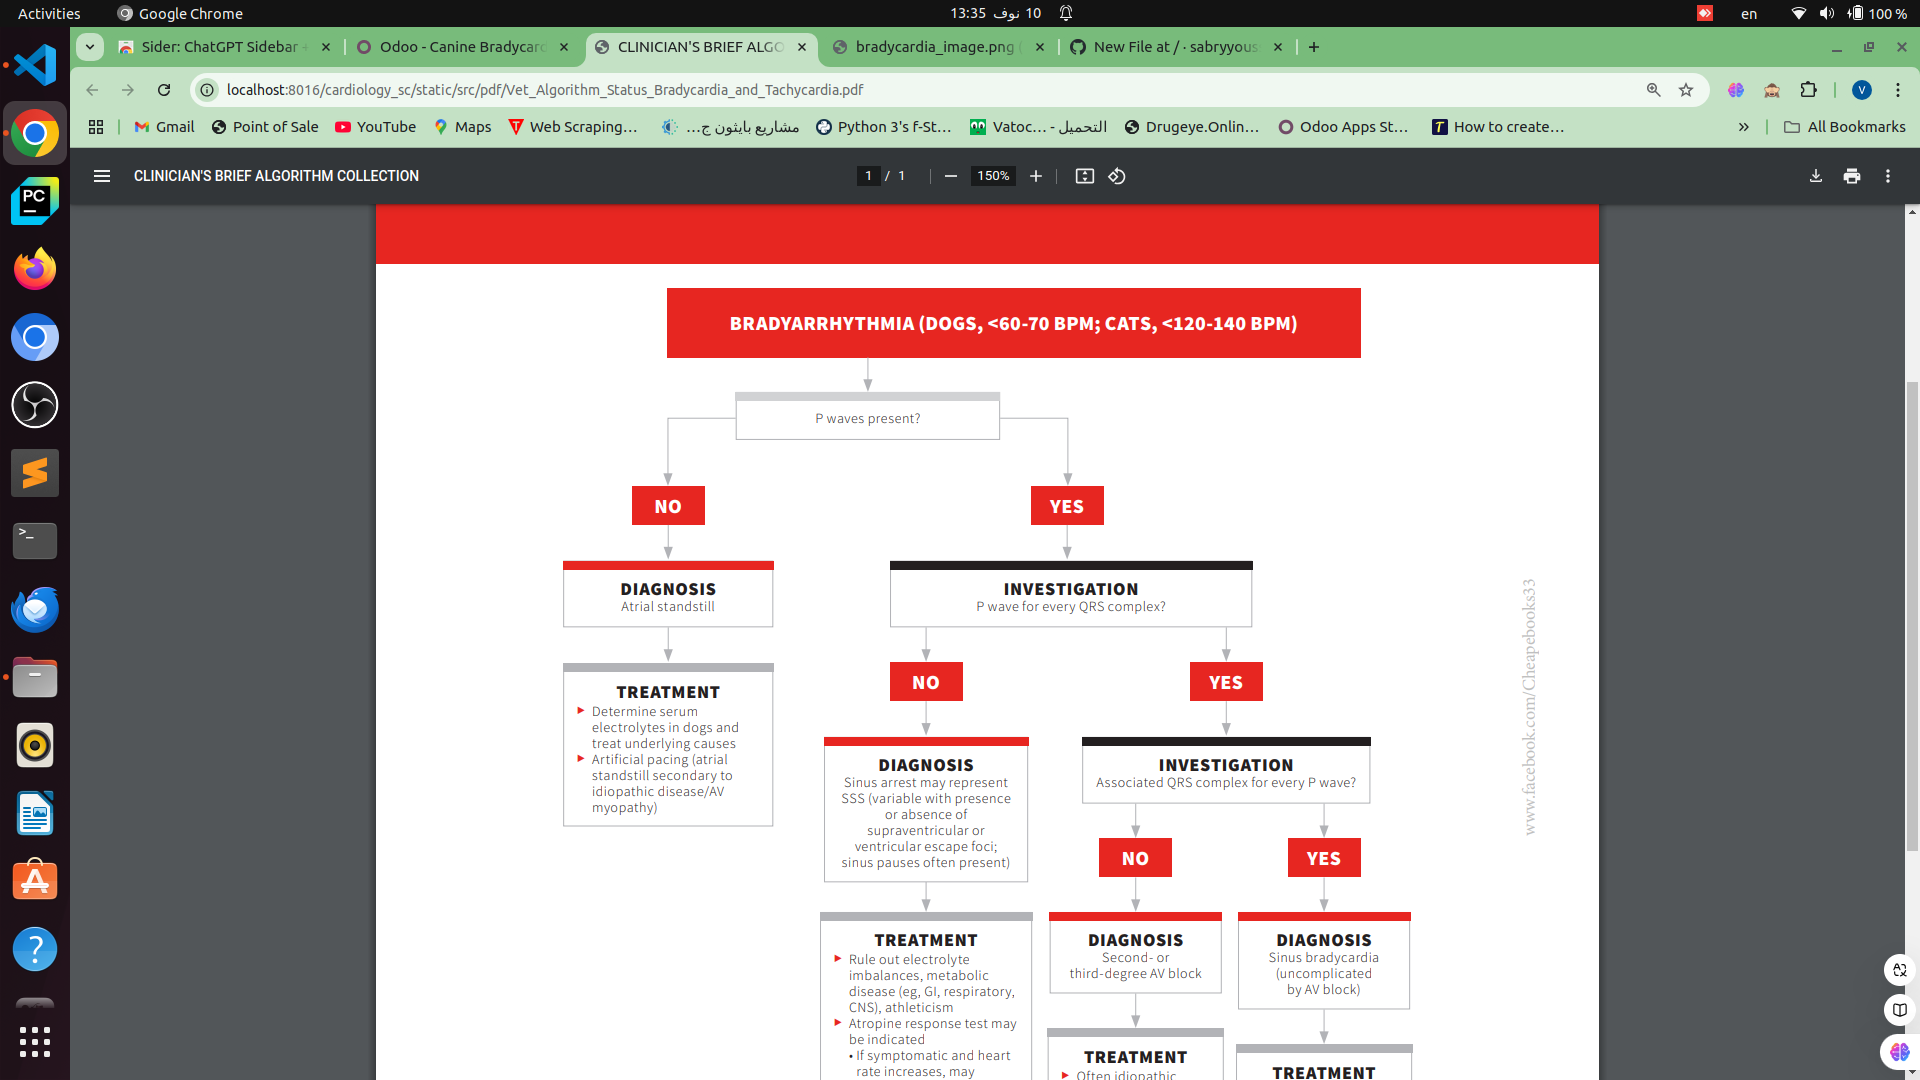 Activities
Google Chrome
13:35 10 نوف
en
100 %
Sider: ChatGPT Sidebar
Odoo - Canine Bradycard
CLINICIAN'S BRIEF ALGO
bradycardia_image.png
New File at / · sabryyous
localhost:8016/cardiology_sc/static/src/pdf/Vet_Algorithm_Status_Bradycardia_and_Tachycardia.pdf
V
Gmail
Point of Sale
YouTube
Maps
Web Scraping…
مشاريع بايثون ج…
Python 3's f-St…
Vatoc… - التحميل
Drugeye.Onlin…
Odoo Apps St…
How to create…
»
All Bookmarks
CLINICIAN'S BRIEF ALGORITHM COLLECTION
1 / 1
150%
BRADYARRHYTHMIA (DOGS, <60-70 BPM; CATS, <120-140 BPM)
P waves present?
NO
YES
DIAGNOSIS
Atrial standstill
INVESTIGATION
P wave for every QRS complex?
TREATMENT
Determine serum
electrolytes in dogs and
treat underlying causes
Artificial pacing (atrial
standstill secondary to
idiopathic disease/AV
myopathy)
NO
YES
DIAGNOSIS
Sinus arrest may represent
SSS (variable with presence
or absence of
supraventricular or
ventricular escape foci;
sinus pauses often present)
INVESTIGATION
Associated QRS complex for every P wave?
NO
YES
TREATMENT
Rule out electrolyte
imbalances, metabolic
disease (eg, GI, respiratory,
CNS), athleticism
Atropine response test may
be indicated
• If symptomatic and heart
rate increases, may
DIAGNOSIS
Second- or
third-degree AV block
DIAGNOSIS
Sinus bradycardia
(uncomplicated
by AV block)
TREATMENT
Often idiopathic
TREATMENT
www.facebook.com/Cheapebooks33
PC